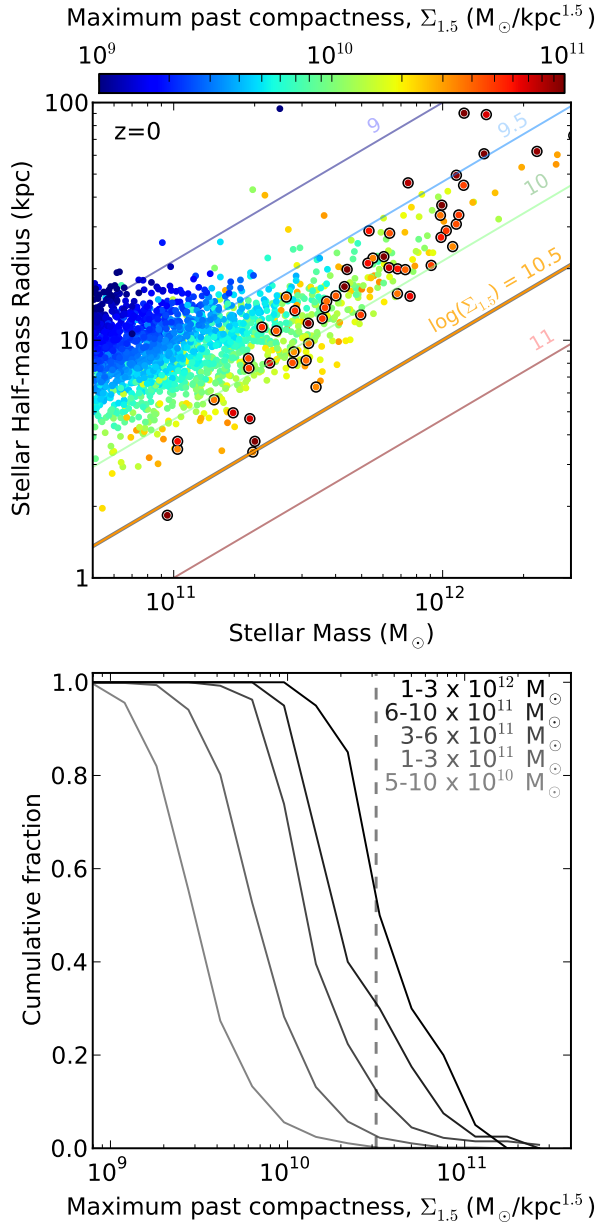 Maximum past compactness, Σ1.5 (M⊙/kpc^1.5)
10^9 10^10 10^11
z=0
9
9.5
10
log(Σ1.5) = 10.5
11
100
10
1
Stellar Half-mass Radius (kpc)
10^11 10^12
Stellar Mass (M⊙)
1-3 x 10^12 M⊙
6-10 x 10^11 M⊙
3-6 x 10^11 M⊙
1-3 x 10^11 M⊙
5-10 x 10^10 M⊙
1.0
0.8
0.6
0.4
0.2
0.0
Cumulative fraction
10^9 10^10 10^11
Maximum past compactness, Σ1.5 (M⊙/kpc^1.5)